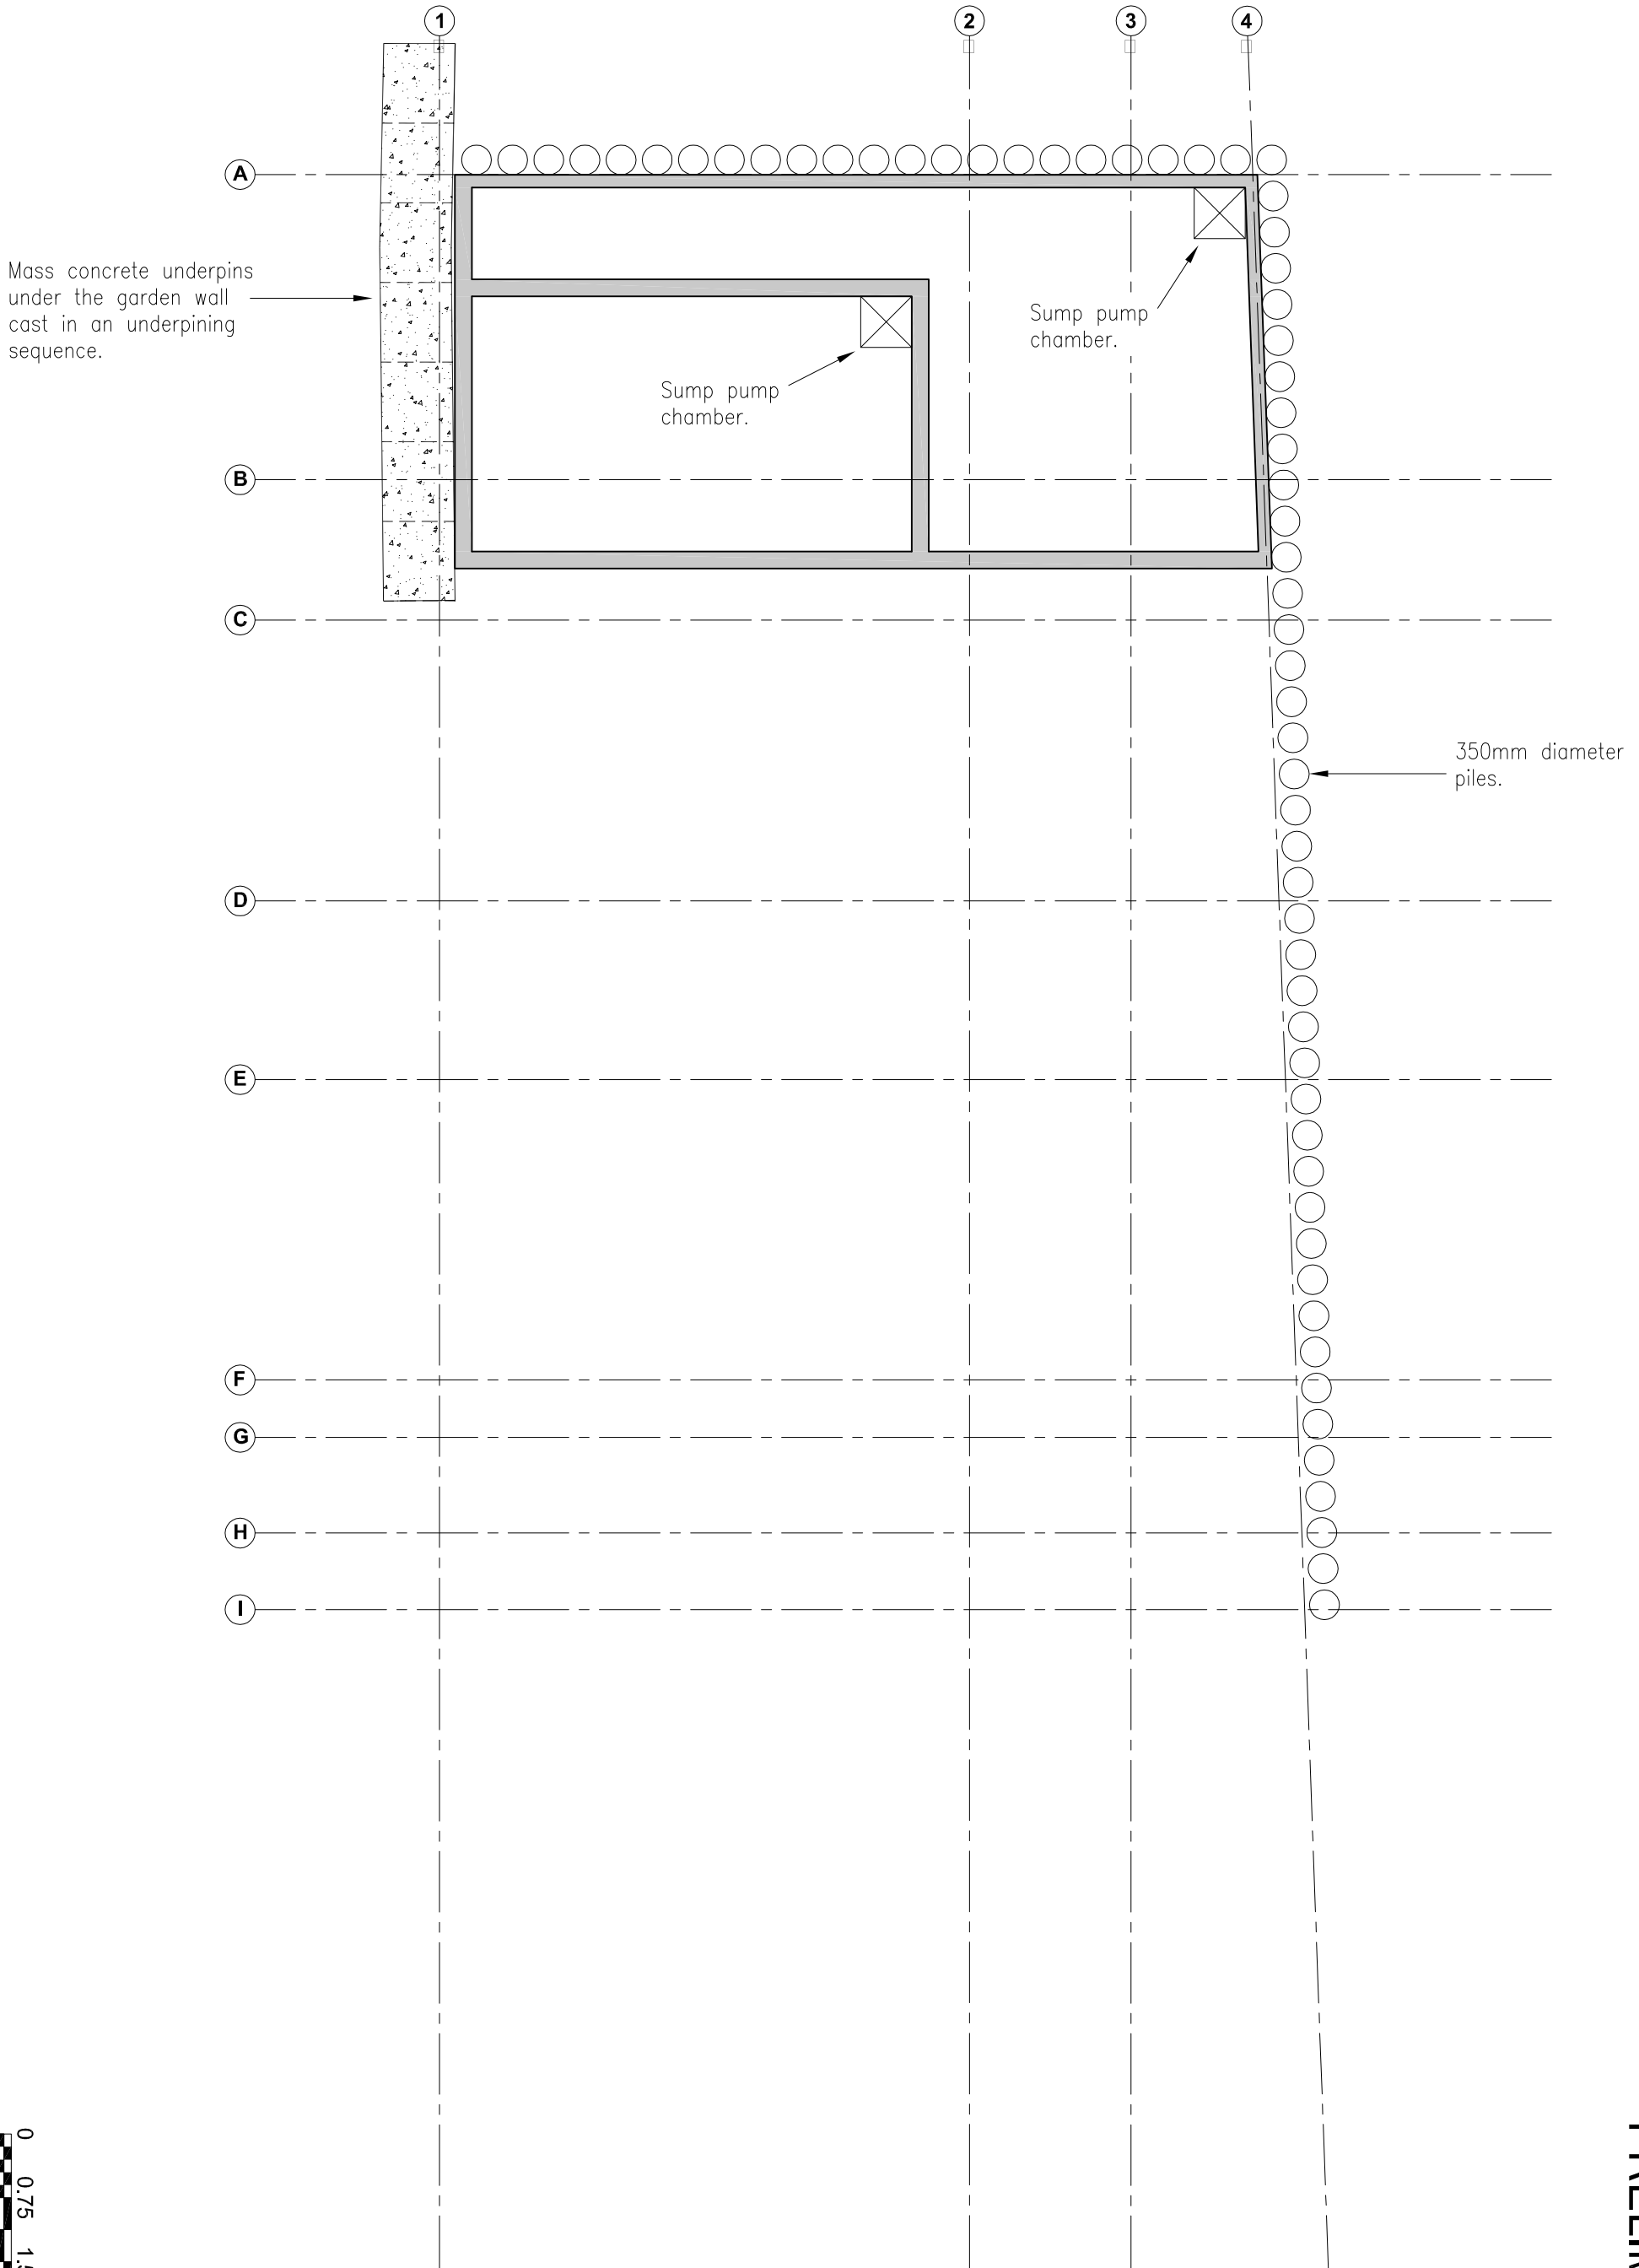 1 2 3 4
A
Mass concrete underpins
under the garden wall
cast in an underpining
sequence.
Sump pump
chamber.
Sump pump
chamber.
B
C
350mm diameter
piles.
D
E
F
G
H
I
0 0.75